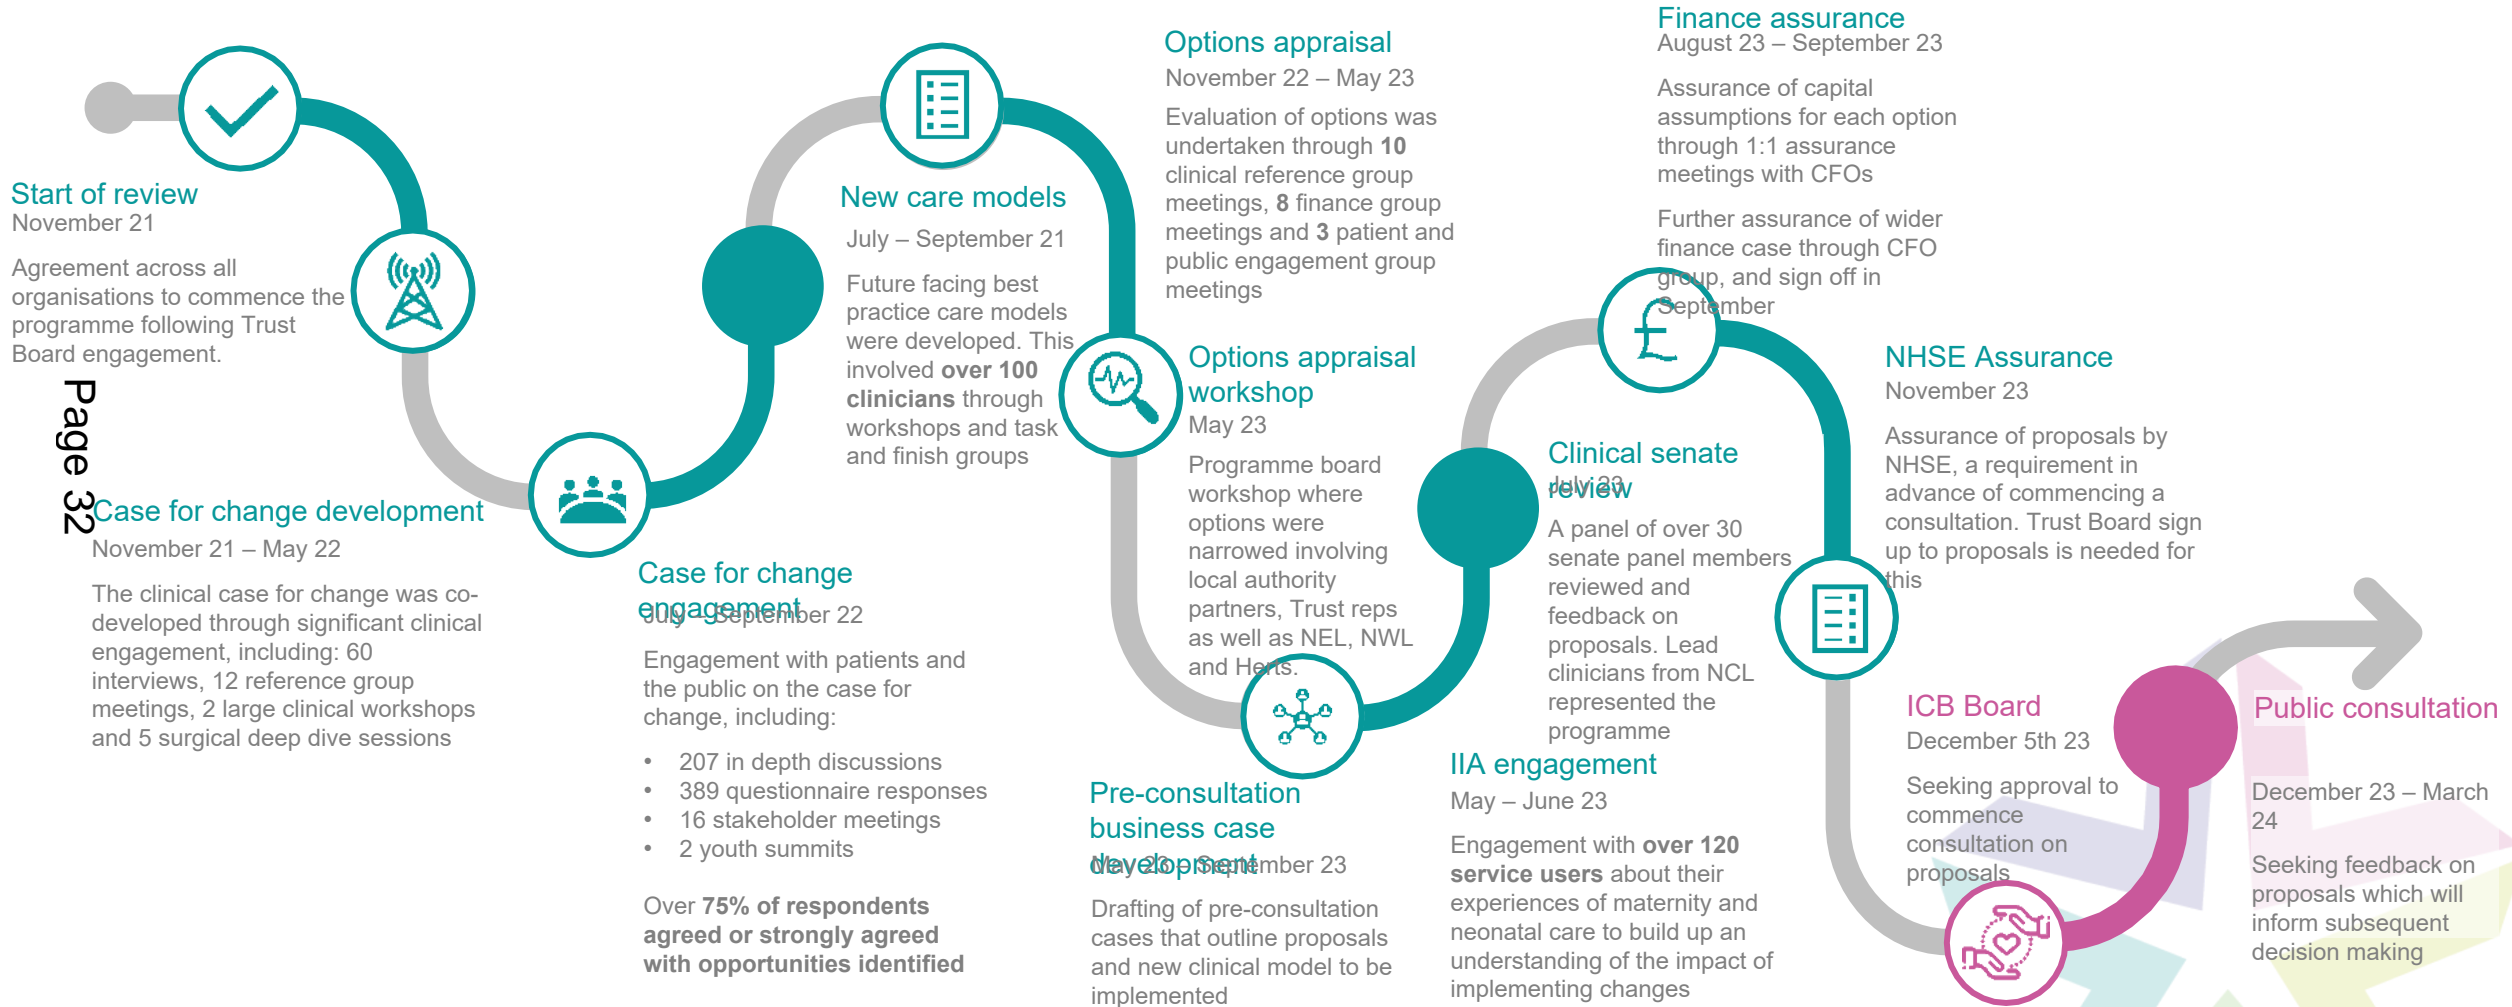 Start of review
November 21
Agreement across all
organisations to commence the
programme following Trust
Board engagement.
Page 32
Case for change development
November 21 – May 22
The clinical case for change was co-
developed through significant clinical
engagement, including: 60
interviews, 12 reference group
meetings, 2 large clinical workshops
and 5 surgical deep dive sessions
Case for change
engagement
July – September 22
Engagement with patients and
the public on the case for
change, including:
• 207 in depth discussions
• 389 questionnaire responses
• 16 stakeholder meetings
• 2 youth summits
Over 75% of respondents
agreed or strongly agreed
with opportunities identified
New care models
July – September 21
Future facing best
practice care models
were developed. This
involved over 100
clinicians through
workshops and task
and finish groups
Options appraisal
November 22 – May 23
Evaluation of options was
undertaken through 10
clinical reference group
meetings, 8 finance group
meetings and 3 patient and
public engagement group
meetings
Options appraisal
workshop
May 23
Programme board
workshop where
options were
narrowed involving
local authority
partners, Trust reps
as well as NEL, NWL
and Herts.
Pre-consultation
business case
development
May 23 – September 23
Drafting of pre-consultation
cases that outline proposals
and new clinical model to be
implemented
IIA engagement
May – June 23
Engagement with over 120
service users about their
experiences of maternity and
neonatal care to build up an
understanding of the impact of
implementing changes
Clinical senate
review
July 23
A panel of over 30
senate panel members
reviewed and
feedback on
proposals. Lead
clinicians from NCL
represented the
programme
Finance assurance
August 23 – September 23
Assurance of capital
assumptions for each option
through 1:1 assurance
meetings with CFOs
Further assurance of wider
finance case through CFO
group, and sign off in
September
£
NHSE Assurance
November 23
Assurance of proposals by
NHSE, a requirement in
advance of commencing a
consultation. Trust Board sign
up to proposals is needed for
this
ICB Board
December 5th 23
Seeking approval to
commence
consultation on
proposals
Public consultation
December 23 – March
24
Seeking feedback on
proposals which will
inform subsequent
decision making